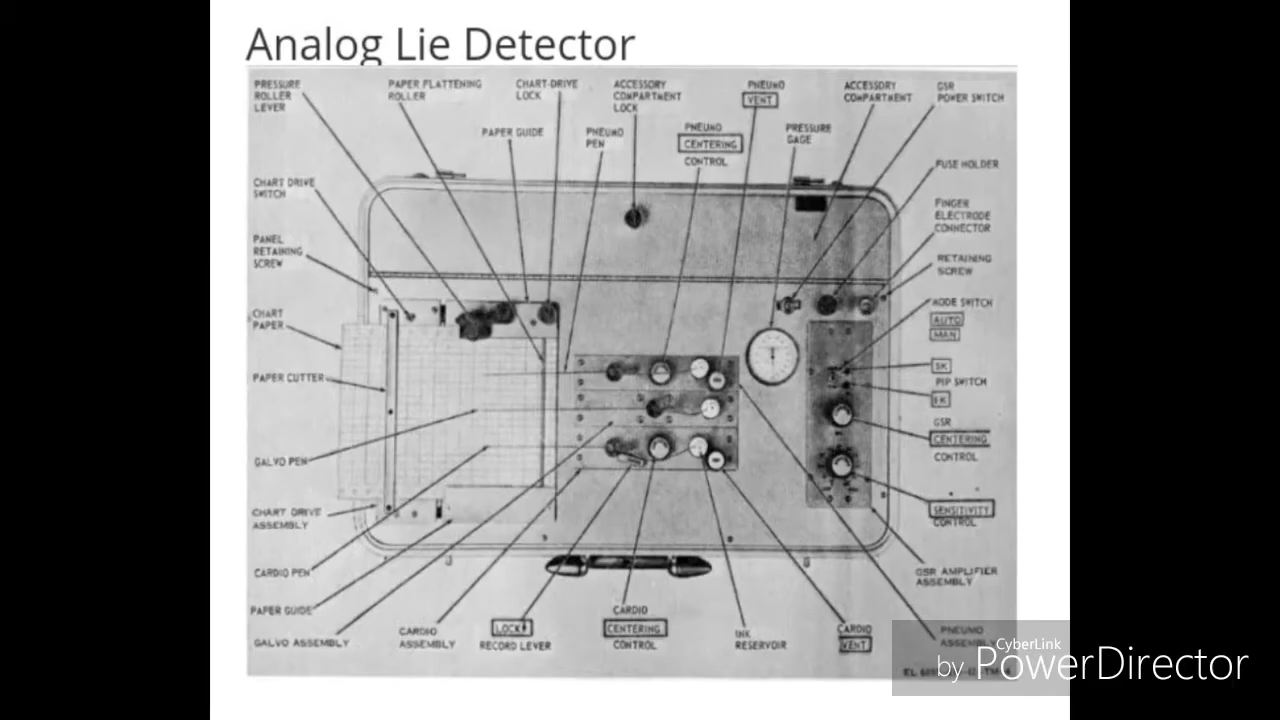 Analog Lie Detector
PRESSURE
ROLLER
LEVER
PAPER FLATTENING
ROLLER
CHART-DRIVE
LOCK
ACCESSORY
COMPARTMENT
LOCK
PNEUMO
VENT
ACCESSORY
COMPARTMENT
GSR
POWER SWITCH
PAPER GUIDE
PNEUMO
PEN
PNEUMO
CENTERING
CONTROL
PRESSURE
GAGE
FUSE HOLDER
CHART DRIVE
SWITCH
FINGER
ELECTRODE
CONNECTOR
PANEL
RETAINING
SCREW
RETAINING
SCREW
MODE SWITCH
AUTO
MAN
CHART
PAPER
5K
PIP SWITCH
1K
PAPER CUTTER
GSR
CENTERING
CONTROL
GALVO PEN
SENSITIVITY
CONTROL
CHART DRIVE
ASSEMBLY
CARDIO PEN
GSR AMPLIFIER
ASSEMBLY
PAPER GUIDE
GALVO ASSEMBLY
CARDIO
ASSEMBLY
LOCK
RECORD LEVER
CARDIO
CENTERING
CONTROL
INK
RESERVOIR
CARDIO
VENT
PNEUMO
ASSEMBLY
CyberLink
by PowerDirector